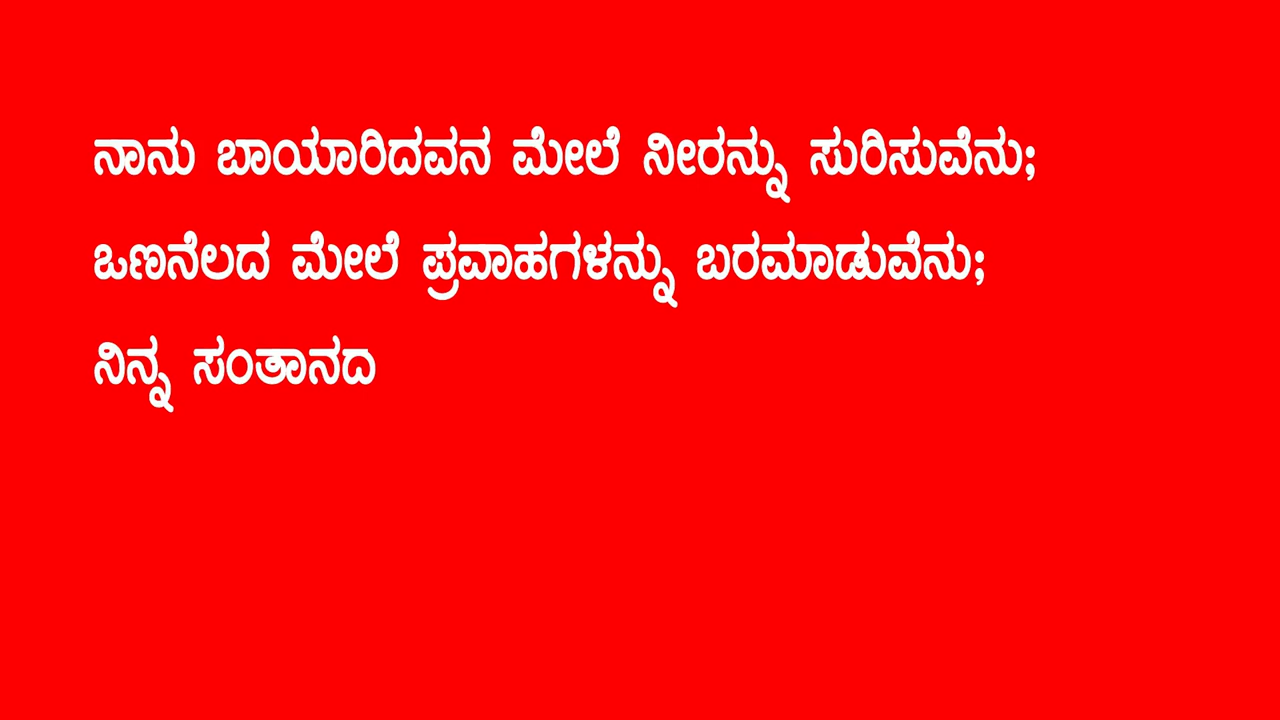 ನಾನು ಬಾಯಾರಿದವನ ಮೇಲೆ ನೀರನ್ನು ಸುರಿಸುವೆನು;
ಒಣನೆಲದ ಮೇಲೆ ಪ್ರವಾಹಗಳನ್ನು ಬರಮಾಡುವೆನು;
ನಿನ್ನ ಸಂತಾನದ